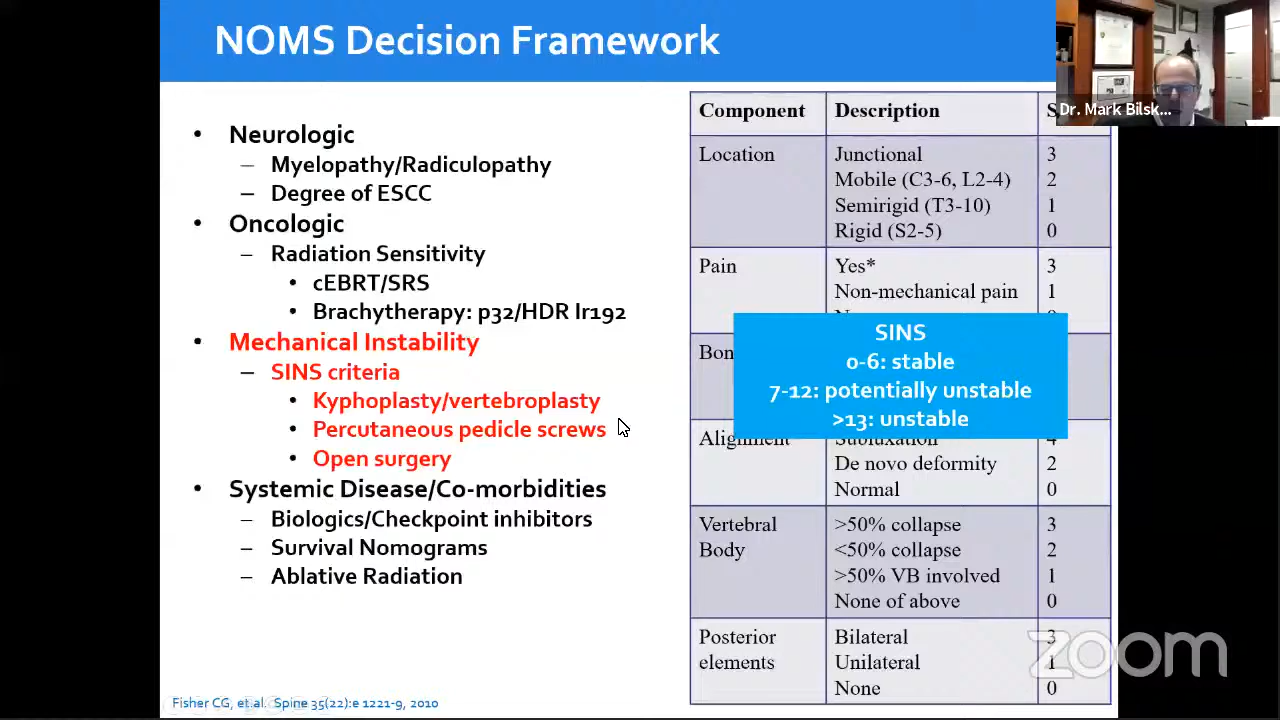 NOMS Decision Framework
Dr. Mark Bilsk...
• Neurologic
– Myelopathy/Radiculopathy
– Degree of ESCC
• Oncologic
– Radiation Sensitivity
• cEBRT/SRS
• Brachytherapy: p32/HDR Ir192
• Mechanical Instability
– SINS criteria
• Kyphoplasty/vertebroplasty
• Percutaneous pedicle screws
• Open surgery
• Systemic Disease/Co-morbidities
– Biologics/Checkpoint inhibitors
– Survival Nomograms
– Ablative Radiation
Fisher CG, et al. Spine 35(22):e 1221-9, 2010
Component Description
Location Junctional 3
Mobile (C3-6, L2-4) 2
Semirigid (T3-10) 1
Rigid (S2-5) 0
Pain Yes* 3
Non-mechanical pain 1
SINS
0-6: stable
7-12: potentially unstable
>13: unstable
Alignment Subluxation 4
De novo deformity 2
Normal 0
Vertebral >50% collapse 3
Body <50% collapse 2
>50% VB involved 1
None of above 0
Posterior Bilateral 3
elements Unilateral 1
None 0
zoom